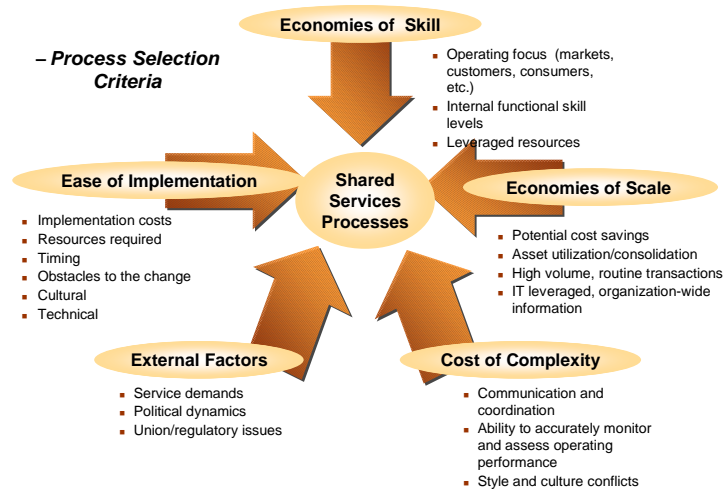 Economies of Skill
– Process Selection
Criteria
Operating focus (markets,
customers, consumers,
etc.)
Internal functional skill
levels
Leveraged resources
Ease of Implementation
Implementation costs
Resources required
Timing
Obstacles to the change
Cultural
Technical
Shared
Services
Processes
Economies of Scale
Potential cost savings
Asset utilization/consolidation
High volume, routine transactions
IT leveraged, organization-wide
information
External Factors
Service demands
Political dynamics
Union/regulatory issues
Cost of Complexity
Communication and
coordination
Ability to accurately monitor
and assess operating
performance
Style and culture conflicts